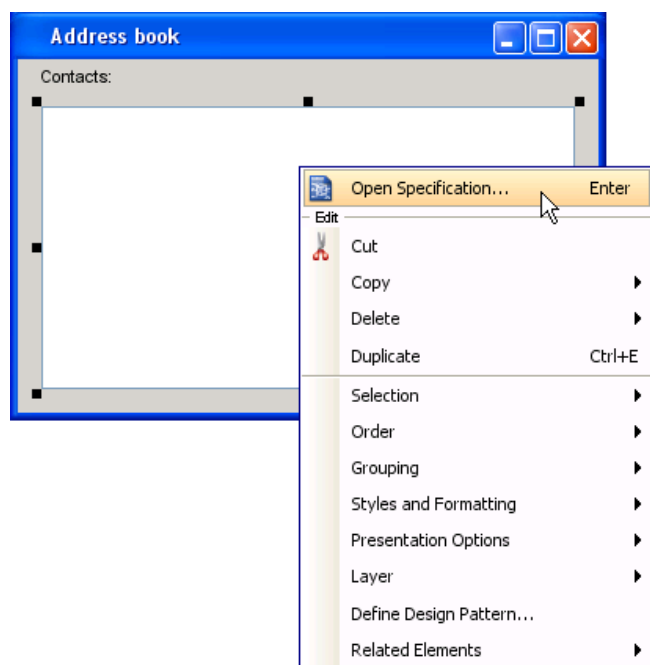 Address book
Contacts:
Open Specification... Enter
Edit
Cut
Copy
Delete
Duplicate Ctrl+E
Selection
Order
Grouping
Styles and Formatting
Presentation Options
Layer
Define Design Pattern...
Related Elements